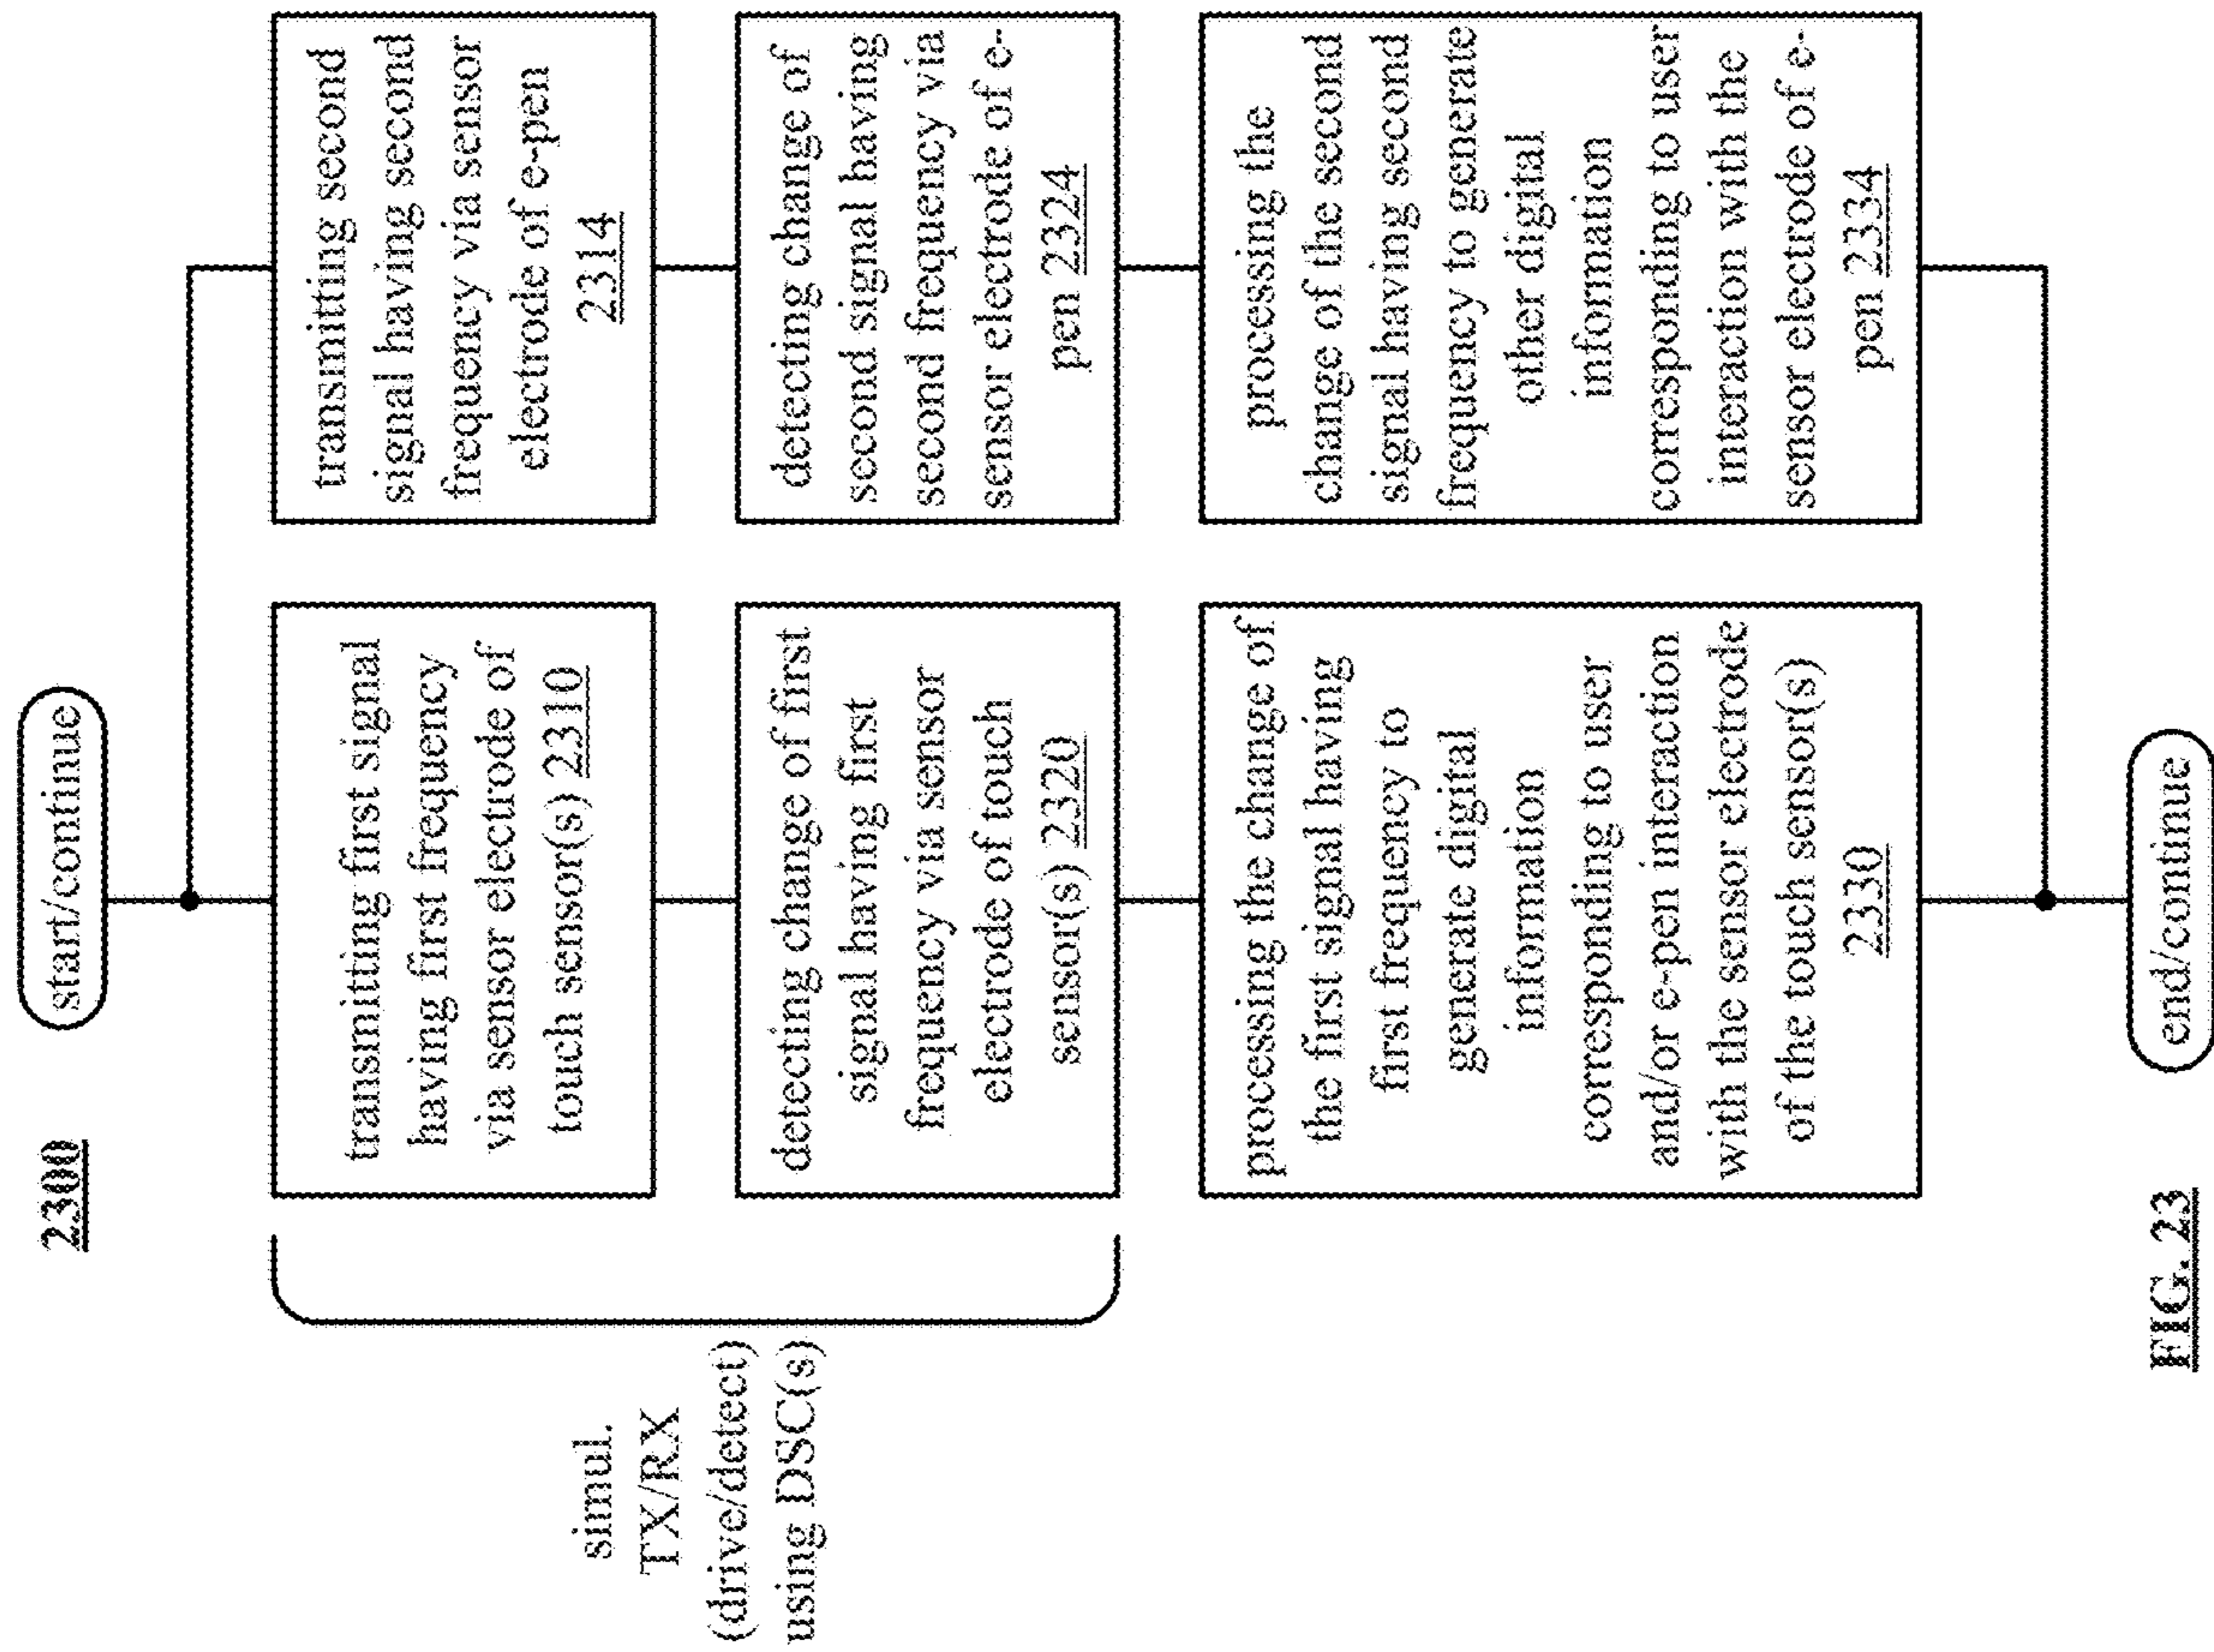 2300
start/continue
transmitting first signal
having first frequency
via sensor electrode of
touch sensor(s) 2310
transmitting second
signal having second
frequency via sensor
electrode of e-pen
2314
simul.
TX/RX
(drive/detect)
using DSC(s)
detecting change of first
signal having first
frequency via sensor
electrode of touch
sensor(s) 2320
detecting change of
second signal having
second frequency via
sensor electrode of e-
pen 2324
processing the change of
the first signal having
first frequency to
generate digital
information
corresponding to user
and/or e-pen interaction
with the sensor electrode
of the touch sensor(s)
2330
processing the
change of the second
signal having second
frequency to generate
other digital
information
corresponding to user
interaction with the
sensor electrode of e-
pen 2334
FIG. 23
end/continue